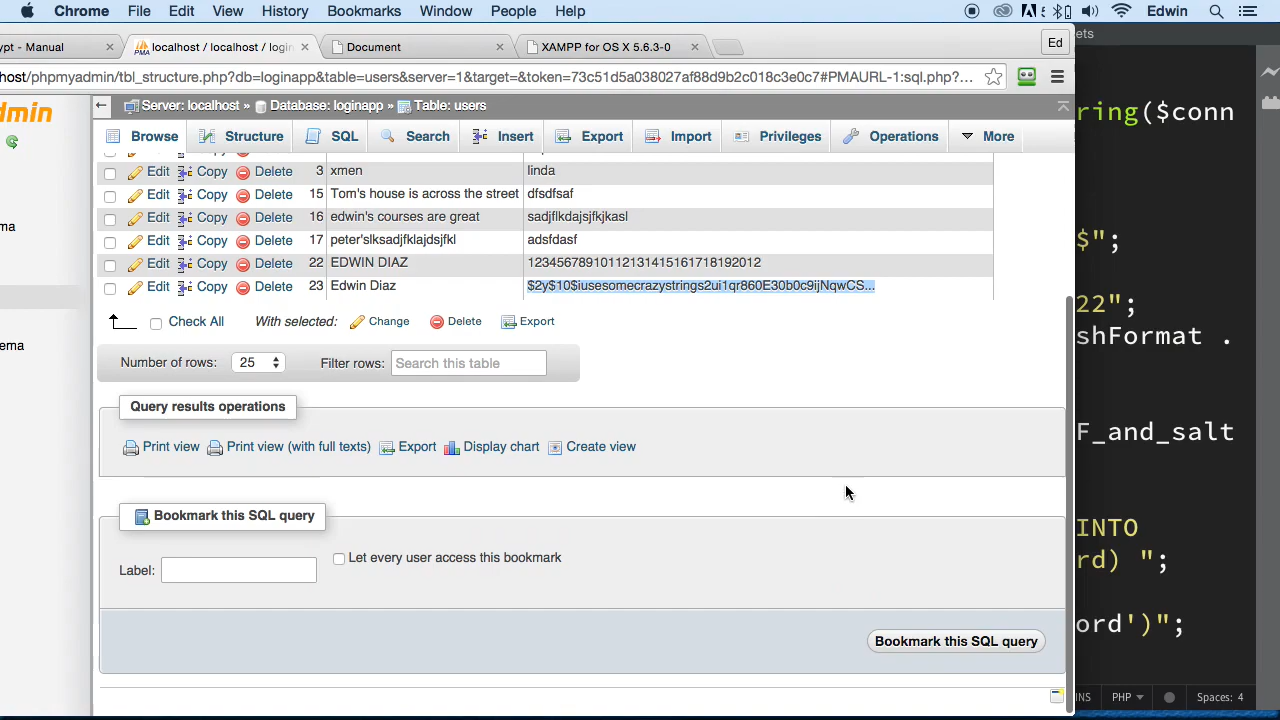 Chrome File Edit View History Bookmarks Window People Help Edwin
ypt - Manual
localhost / localhost / login
Document
XAMPP for OS X 5.6.3-0
Ed
ets
host/phpmyadmin/tbl_structure.php?db=loginapp&table=users&server=1&target=&token=73c51d5a038027af88d9b2c018c3e0c7#PMAURL-1:sql.php?...
dmin
Server: localhost » Database: loginapp » Table: users
ring($conn
Browse Structure SQL Search Insert Export Import Privileges Operations More
Edit Copy Delete 3 xmen linda
Edit Copy Delete 15 Tom's house is across the street dfsdfsaf
Edit Copy Delete 16 edwin's courses are great sadjflkdajsjfkjkasl
ma
Edit Copy Delete 17 peter'slksadjfklajdsjfkl adsfdasf
$";
Edit Copy Delete 22 EDWIN DIAZ 1234567891011213141516171819201​2
Edit Copy Delete 23 Edwin Diaz $2y$10$iusesomecrazystrings2ui1qr860E30b0c9ijNqwCS...
22";
Check All With selected: Change Delete Export
shFormat .
ema
Number of rows: 25 Filter rows: Search this table
Query results operations
F_and_salt
Print view Print view (with full texts) Export Display chart Create view
Bookmark this SQL query
INTO
Let every user access this bookmark
rd) ";
Label:
ord')";
Bookmark this SQL query
INS PHP Spaces: 4